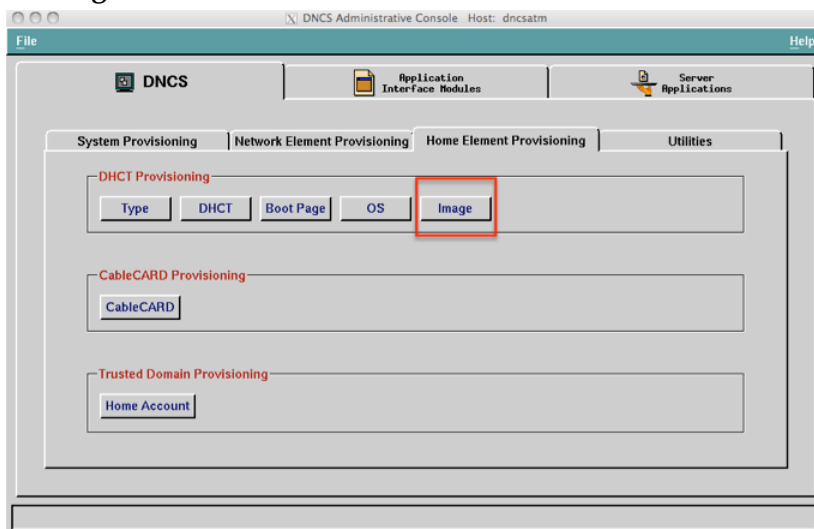 DNCS Administrative Console Host: dncsatm
File Help
DNCS
Application
Interface Modules
Server
Applications
System Provisioning Network Element Provisioning Home Element Provisioning Utilities
DHCT Provisioning
Type DHCT Boot Page OS Image
CableCARD Provisioning
CableCARD
Trusted Domain Provisioning
Home Account